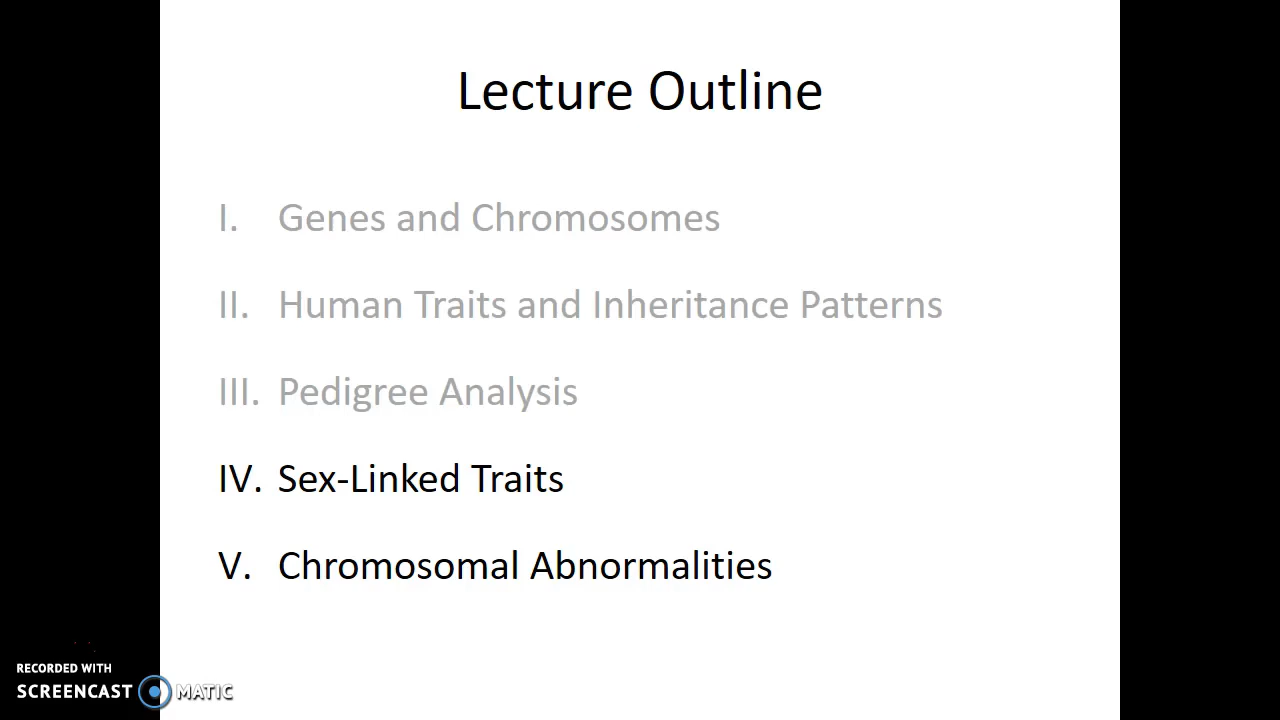 Lecture Outline
I. Genes and Chromosomes
II. Human Traits and Inheritance Patterns
III. Pedigree Analysis
IV. Sex-Linked Traits
V. Chromosomal Abnormalities
RECORDED WITH
SCREENCAST MATIC